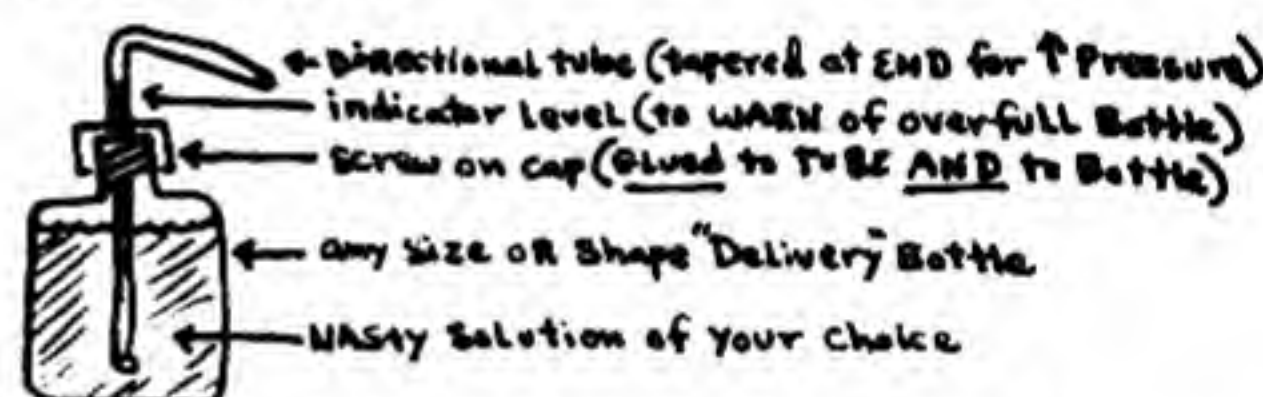 Directional tube (tapered at END for ↑ Pressure)
indicator level (to WARN of overfull Bottle)
screw on cap (Glued to TUBE AND to Bottle)
any size OR shape "Delivery" Bottle
NASTY solution of your choice